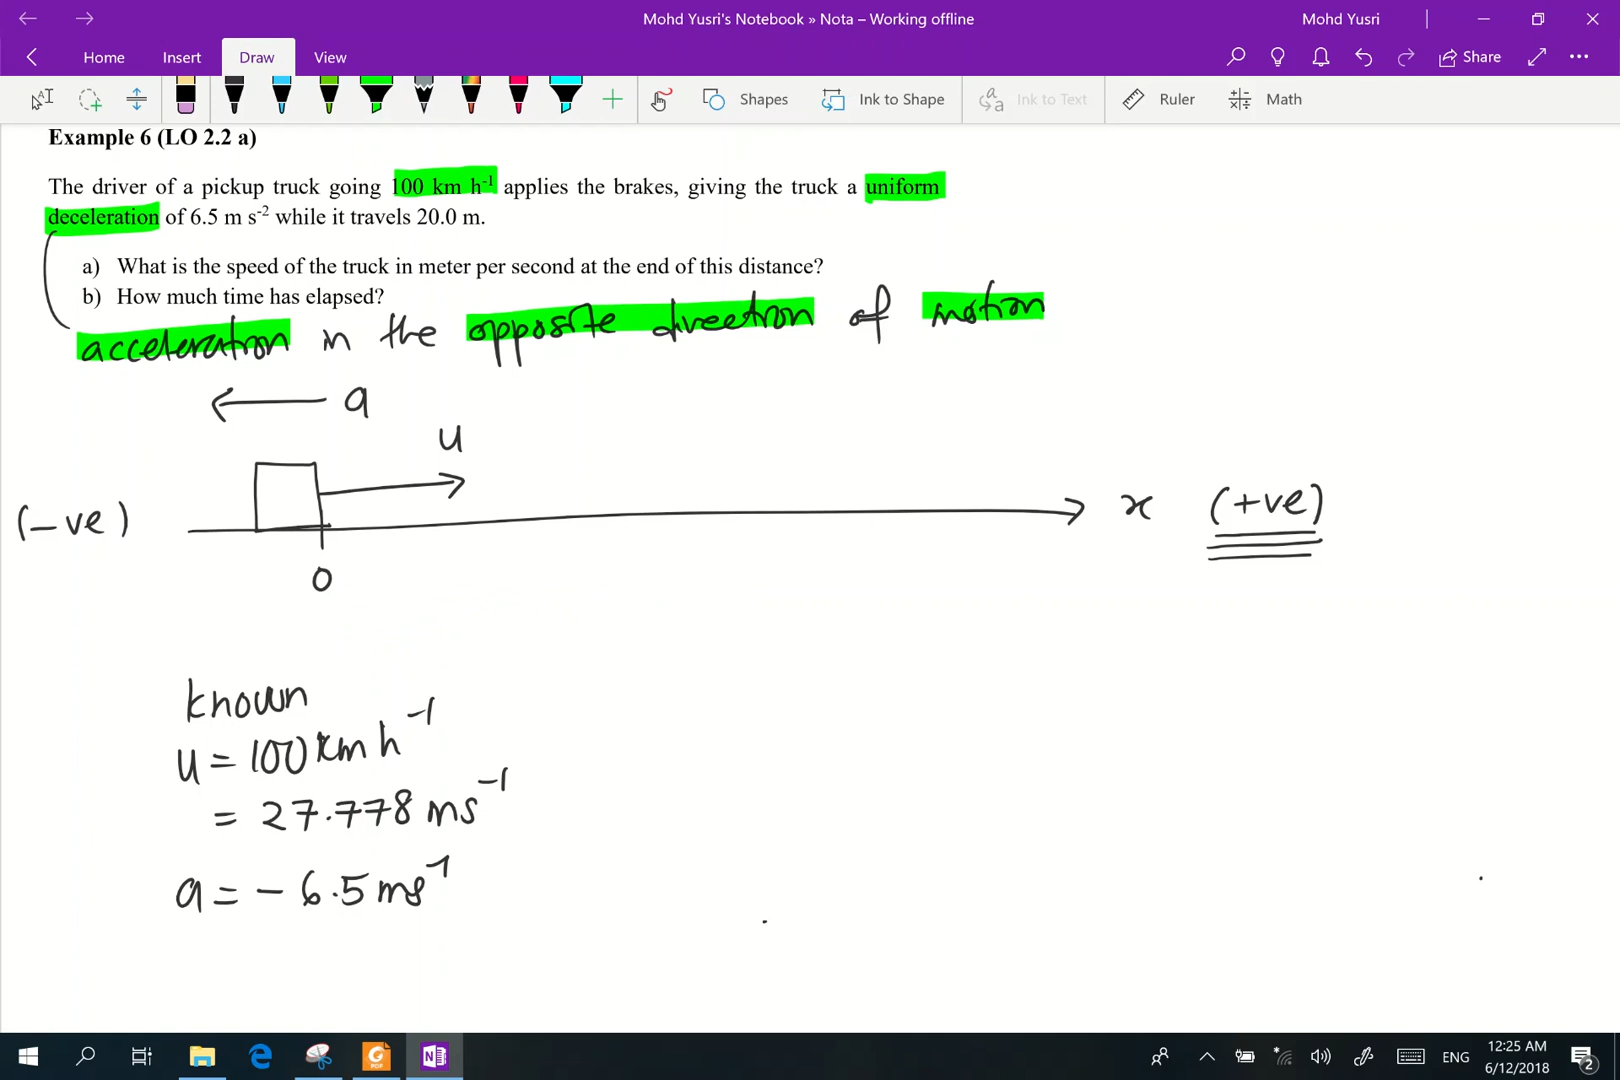 Mohd Yusri's Notebook » Nota – Working offline
Mohd Yusri
Home
Insert
Draw
View
Share
Shapes
Ink to Shape
Ink to Text
Ruler
Math
Example 6 (LO 2.2 a)
The driver of a pickup truck going 100 km h⁻¹ applies the brakes, giving the truck a uniform
deceleration of 6.5 m s⁻² while it travels 20.0 m.
a) What is the speed of the truck in meter per second at the end of this distance?
b) How much time has elapsed?
acceleration in the opposite direction of motion
a
u
(-ve)
x (+ve)
0
known
u = 100 km h⁻¹
= 27.778 ms⁻¹
a = - 6.5 ms⁻¹
ENG
12:25 AM
6/12/2018
2